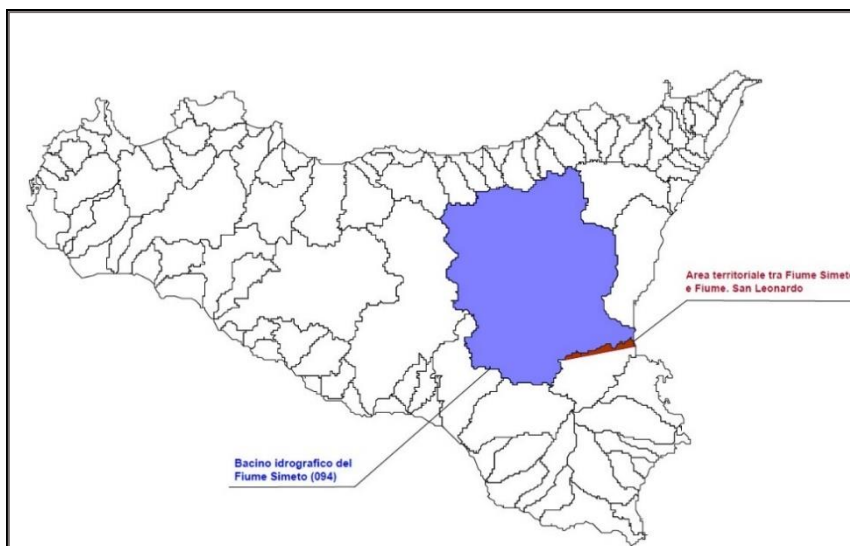 Area territoriale tra Fiume Simeto
e Fiume. San Leonardo
Bacino idrografico del
Fiume Simeto (094)